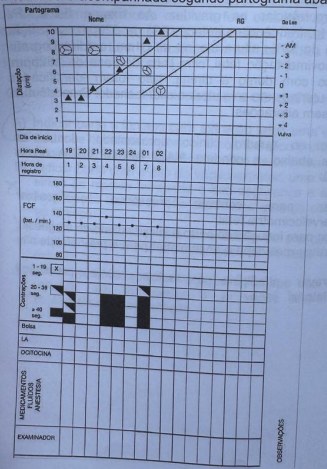 companhada segundo partograma aba
Partograma
Nome
RG
De Lee
10
9
8
7
6
5
4
3
2
1
Dilatação
(cm)
- AM
- 3
- 2
- 1
0
+ 1
+ 2
+ 3
+ 4
Vulva
Dia de início
Hora Real 19 20 21 22 23 24 01 02
Hora de
registro
1 2 3 4 5 6 7 8
FCF
(bat. / min.)
180
160
140
120
100
80
Contrações
1 - 19
seg.
X
20 - 39
seg.
≥ 40
seg.
Bolsa
LA
OCITOCINA
MEDICAMENTOS
FLUIDOS
ANESTESIA
EXAMINADOR
OBSERVAÇÕES